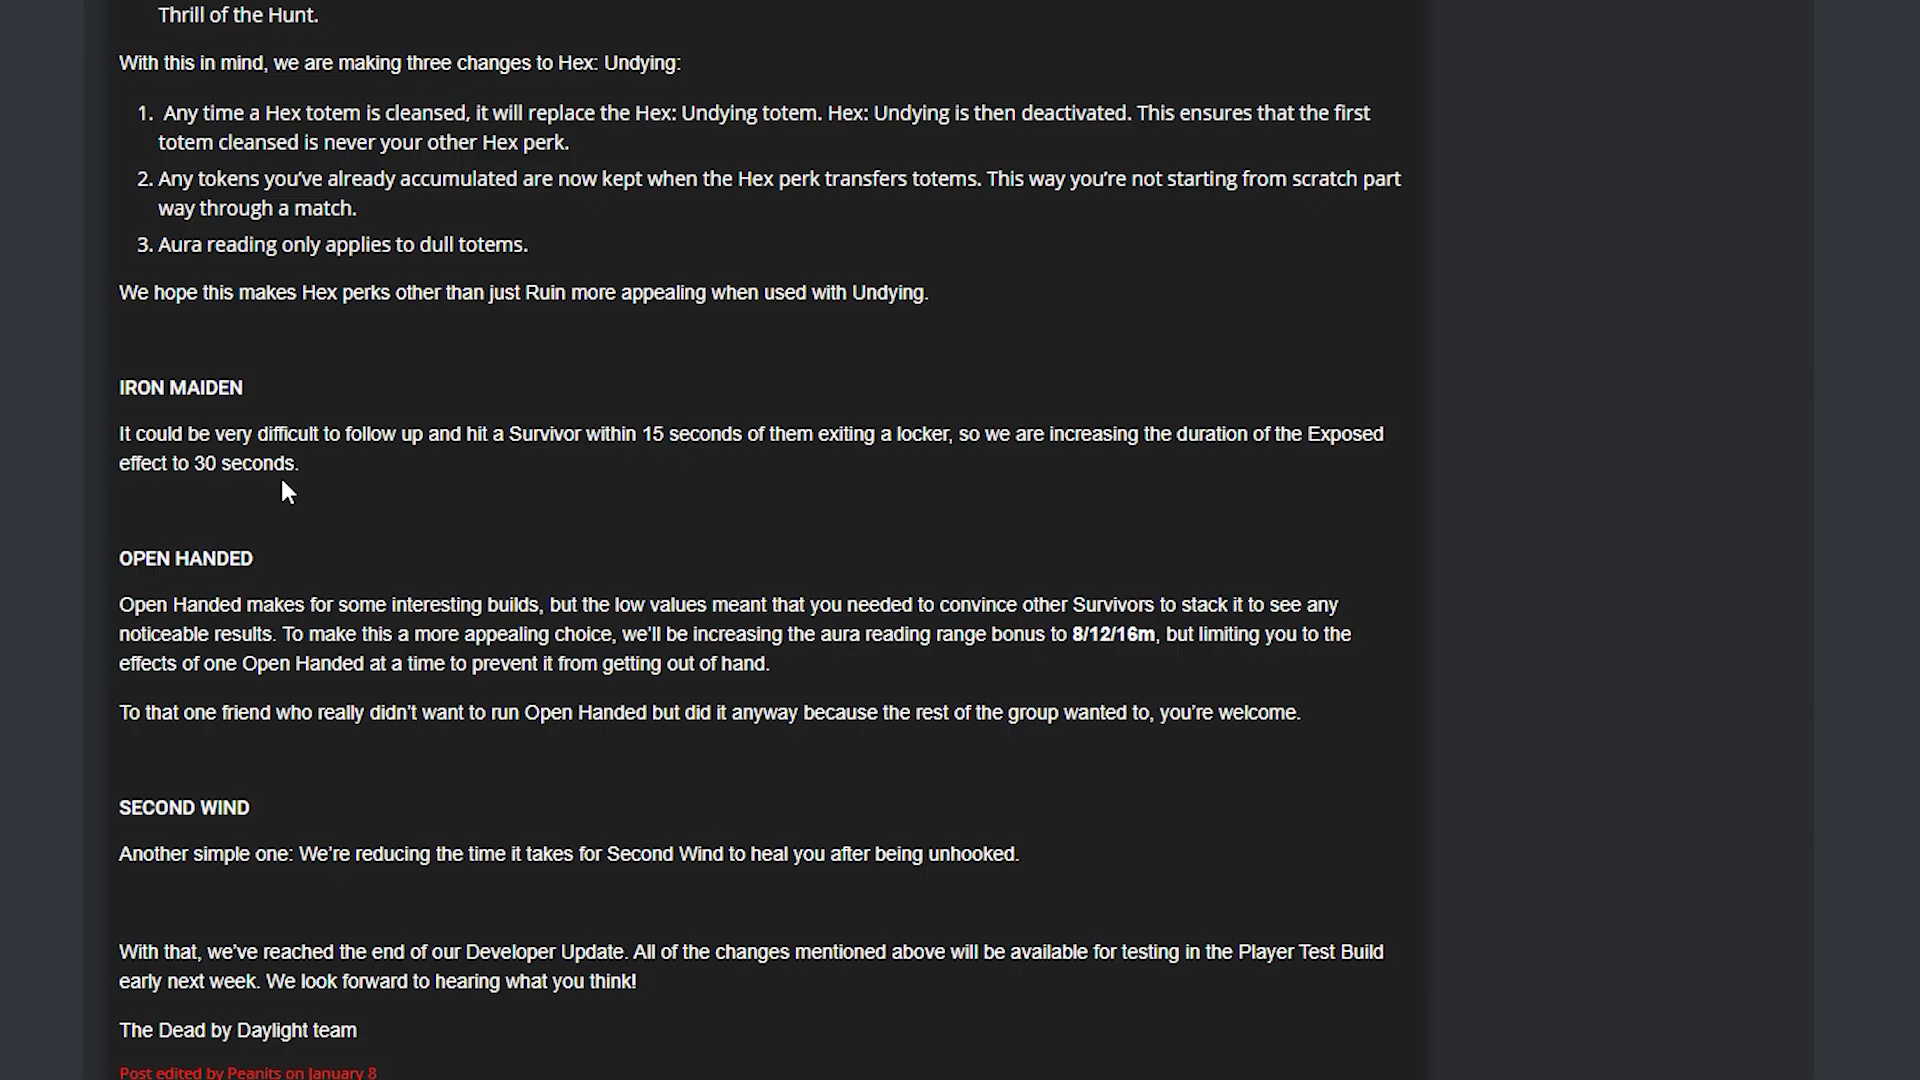 Thrill of the Hunt.
With this in mind, we are making three changes to Hex: Undying:
1. Any time a Hex totem is cleansed, it will replace the Hex: Undying totem. Hex: Undying is then deactivated. This ensures that the first
totem cleansed is never your other Hex perk.
2. Any tokens you’ve already accumulated are now kept when the Hex perk transfers totems. This way you’re not starting from scratch part
way through a match.
3. Aura reading only applies to dull totems.
We hope this makes Hex perks other than just Ruin more appealing when used with Undying.
IRON MAIDEN
It could be very difficult to follow up and hit a Survivor within 15 seconds of them exiting a locker, so we are increasing the duration of the Exposed
effect to 30 seconds.
OPEN HANDED
Open Handed makes for some interesting builds, but the low values meant that you needed to convince other Survivors to stack it to see any
noticeable results. To make this a more appealing choice, we’ll be increasing the aura reading range bonus to 8/12/16m, but limiting you to the
effects of one Open Handed at a time to prevent it from getting out of hand.
To that one friend who really didn’t want to run Open Handed but did it anyway because the rest of the group wanted to, you’re welcome.
SECOND WIND
Another simple one: We’re reducing the time it takes for Second Wind to heal you after being unhooked.
With that, we’ve reached the end of our Developer Update. All of the changes mentioned above will be available for testing in the Player Test Build
early next week. We look forward to hearing what you think!
The Dead by Daylight team
Post edited by Peanits on January 8